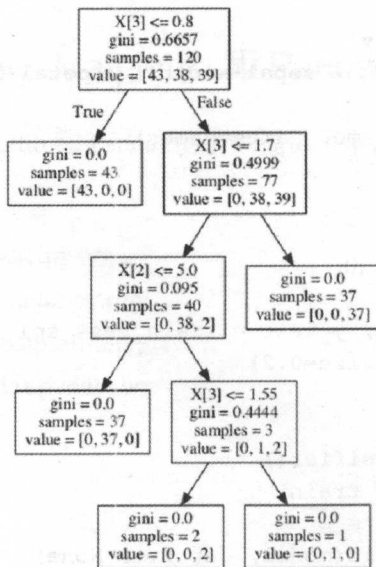 X[3] <= 0.8
gini = 0.6657
samples = 120
value = [43, 38, 39]
True
False
gini = 0.0
samples = 43
value = [43, 0, 0]
X[3] <= 1.7
gini = 0.4999
samples = 77
value = [0, 38, 39]
X[2] <= 5.0
gini = 0.095
samples = 40
value = [0, 38, 2]
gini = 0.0
samples = 37
value = [0, 0, 37]
gini = 0.0
samples = 37
value = [0, 37, 0]
X[3] <= 1.55
gini = 0.4444
samples = 3
value = [0, 1, 2]
gini = 0.0
samples = 2
value = [0, 0, 2]
gini = 0.0
samples = 1
value = [0, 1, 0]